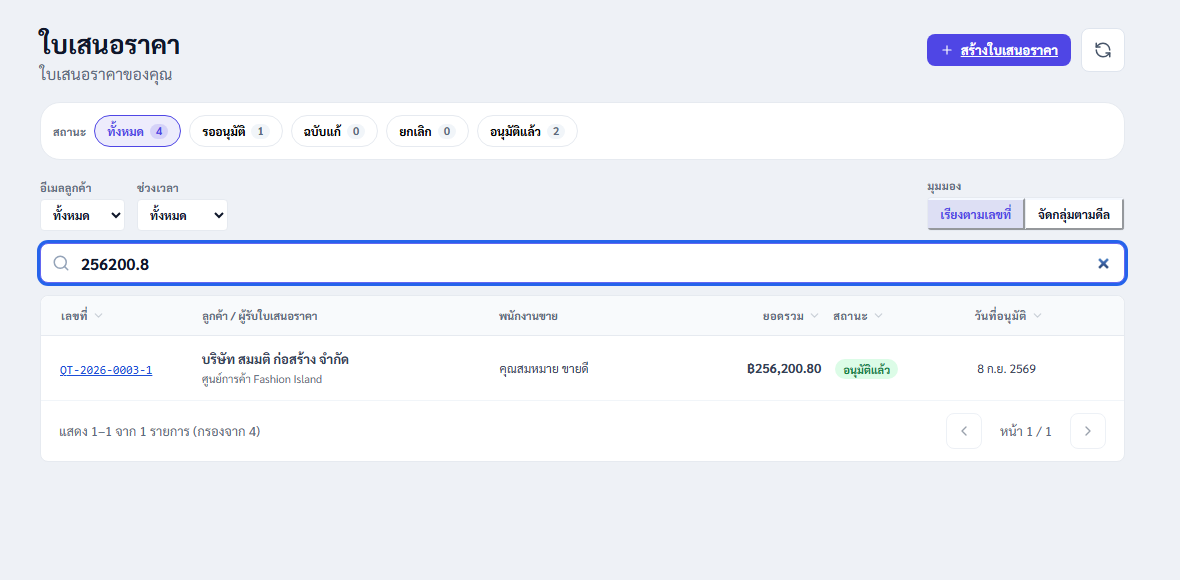 ใบเสนอราคา
ใบเสนอราคาของคุณ
+ สร้างใบเสนอราคา
สถานะ ทั้งหมด 4 รออนุมัติ 1 ฉบับแก้ 0 ยกเลิก 0 อนุมัติแล้ว 2
อีเมลลูกค้า ช่วงเวลา มุมมอง
ทั้งหมด ทั้งหมด เรียงตามเลขที่ จัดกลุ่มตามดีล
256200.8
เลขที่ ลูกค้า / ผู้รับใบเสนอราคา พนักงานขาย ยอดรวม สถานะ วันที่อนุมัติ
QT-2026-0003-1 บริษัท สมมติ ก่อสร้าง จำกัด คุณสมหมาย ขายดี ฿256,200.80 อนุมัติแล้ว 8 ก.ย. 2569
ศูนย์การค้า Fashion Island
แสดง 1–1 จาก 1 รายการ (กรองจาก 4) หน้า 1 / 1